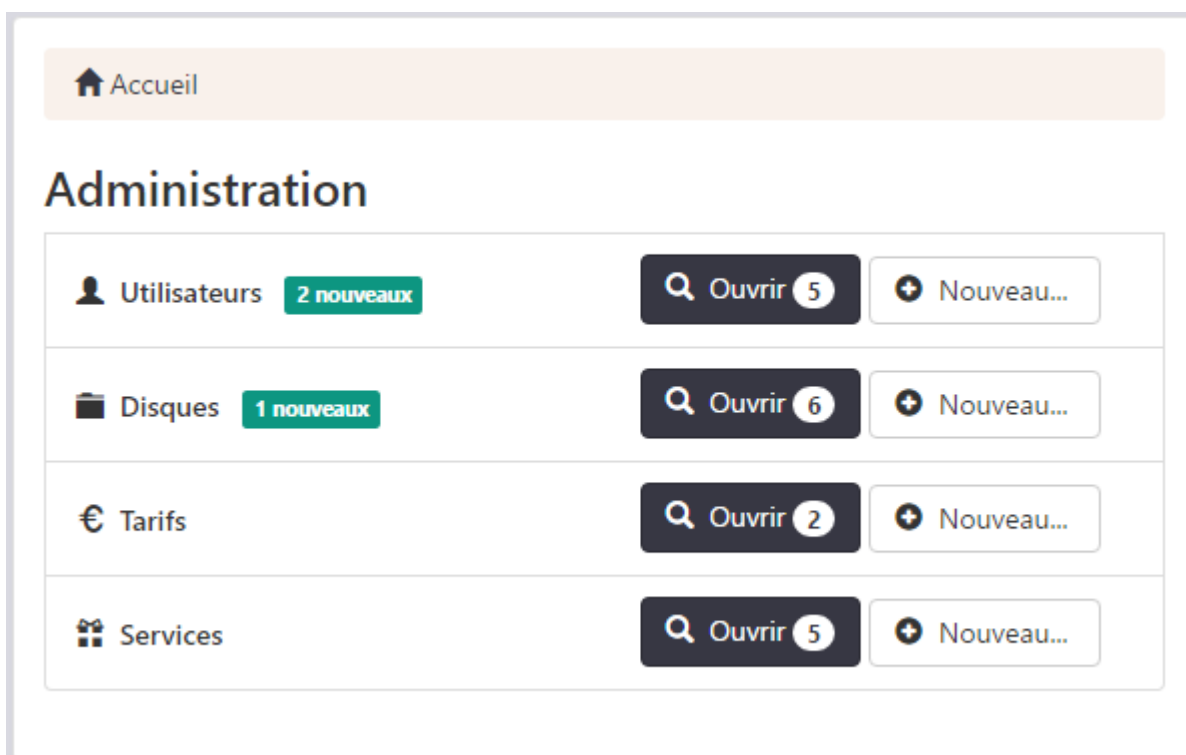 Accueil
Administration
Utilisateurs 2 nouveaux Ouvrir 5 Nouveau...
Disques 1 nouveaux Ouvrir 6 Nouveau...
€ Tarifs Ouvrir 2 Nouveau...
Services Ouvrir 5 Nouveau...